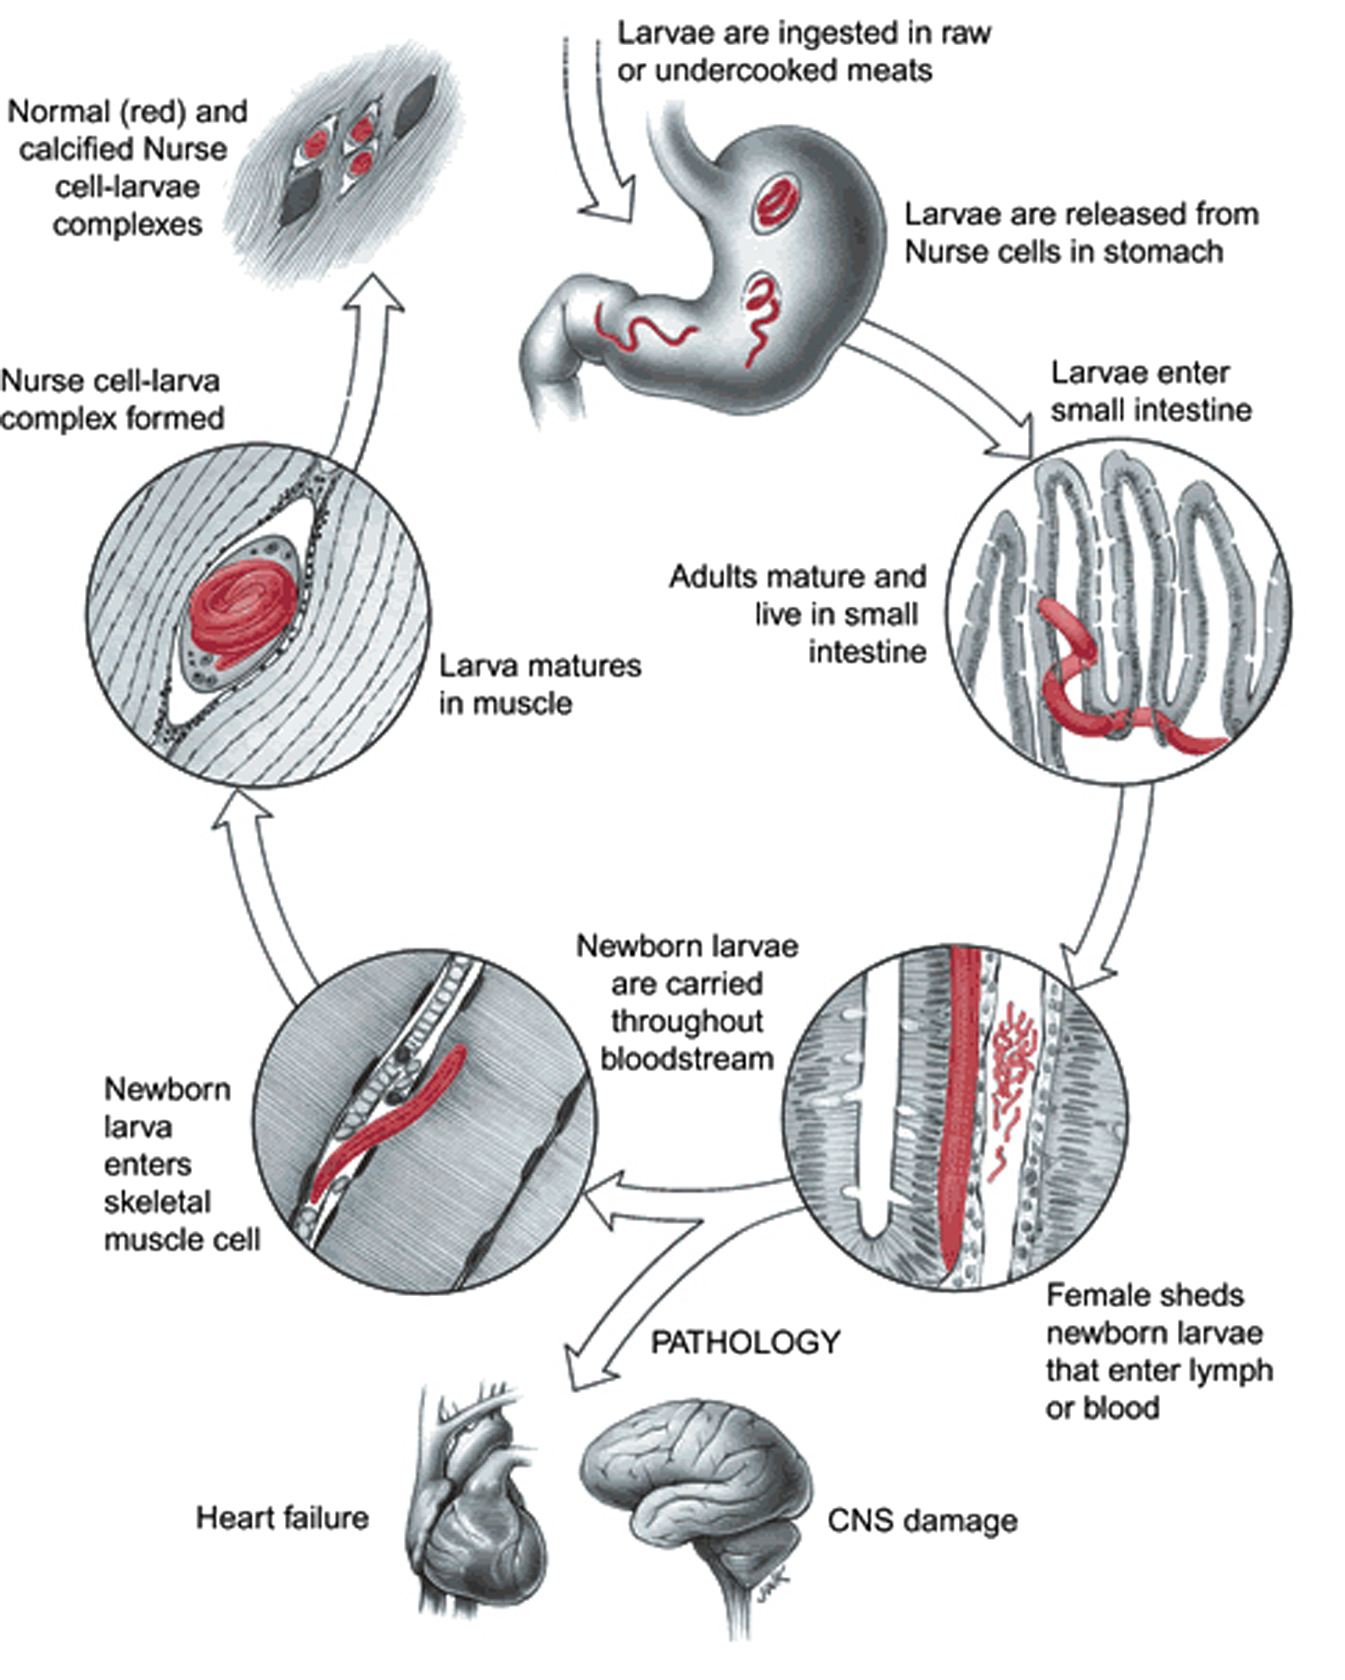 Larvae are ingested in raw
or undercooked meats
Normal (red) and
calcified Nurse
cell-larvae
complexes
Larvae are released from
Nurse cells in stomach
Larvae enter
small intestine
Nurse cell-larva
complex formed
Adults mature and
live in small
intestine
Larva matures
in muscle
Newborn larvae
are carried
throughout
bloodstream
Newborn
larva
enters
skeletal
muscle cell
Female sheds
newborn larvae
that enter lymph
or blood
PATHOLOGY
Heart failure
CNS damage